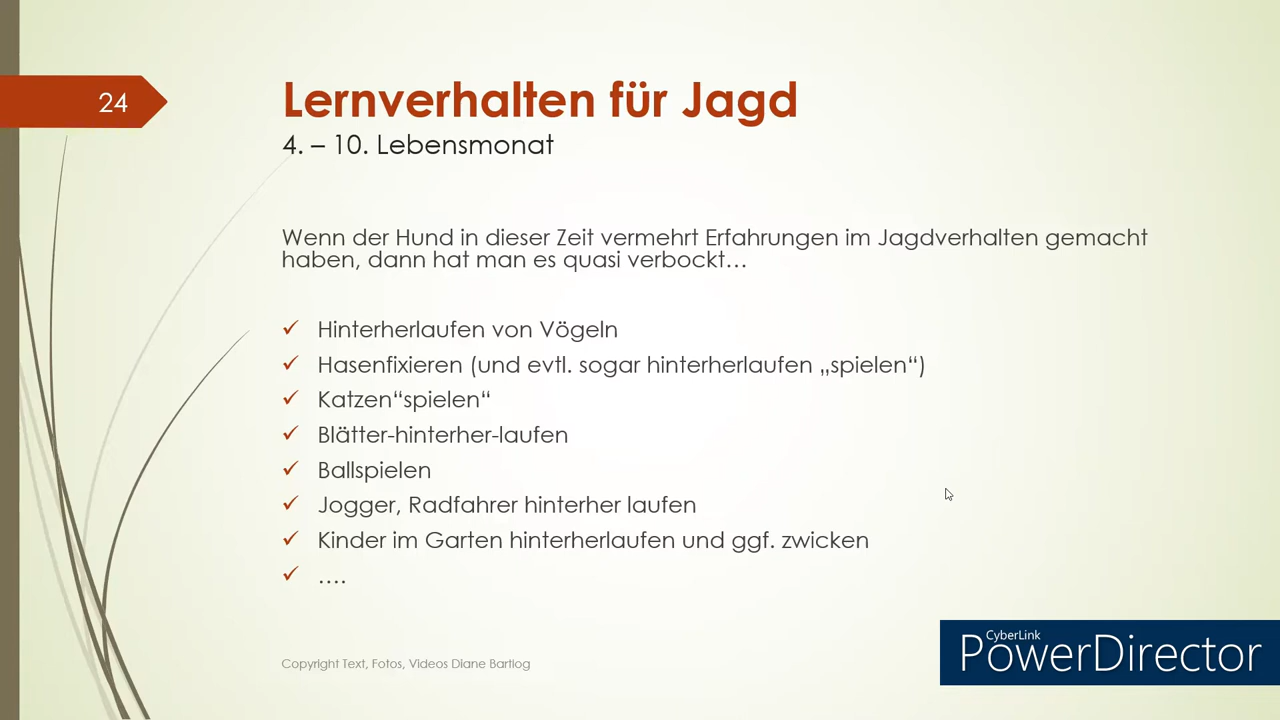 24
Lernverhalten für Jagd
4. – 10. Lebensmonat
Wenn der Hund in dieser Zeit vermehrt Erfahrungen im Jagdverhalten gemacht
haben, dann hat man es quasi verbockt…
✓ Hinterherlaufen von Vögeln
✓ Hasenfixieren (und evtl. sogar hinterherlaufen „spielen“)
✓ Katzen“spielen“
✓ Blätter-hinterher-laufen
✓ Ballspielen
✓ Jogger, Radfahrer hinterher laufen
✓ Kinder im Garten hinterherlaufen und ggf. zwicken
✓ ….
Copyright Text, Fotos, Videos Diane Bartlog
CyberLink
PowerDirector